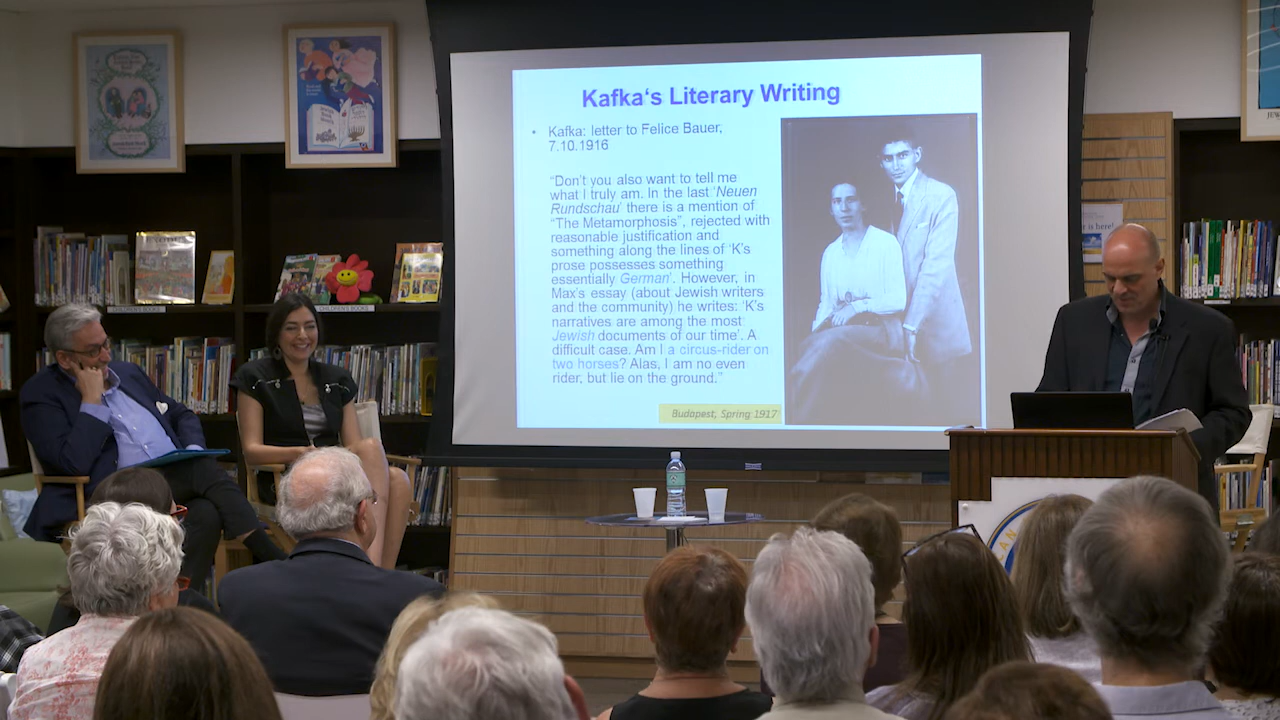 Kafka‘s Literary Writing
• Kafka: letter to Felice Bauer,
7.10.1916
“Don’t you also want to tell me
what I truly am. In the last ‘Neuen
Rundschau’ there is a mention of
“The Metamorphosis”, rejected with
reasonable justification and
something along the lines of ‘K’s
prose possesses something
essentially German’. However, in
Max’s essay (about Jewish writers
and the community) he writes: ‘K’s
narratives are among the most
Jewish documents of our time’. A
difficult case. Am I a circus-rider on
two horses? Alas, I am no even
rider, but lie on the ground.”
Budapest, Spring 1917
is here!
CHILDREN'S BOOKS